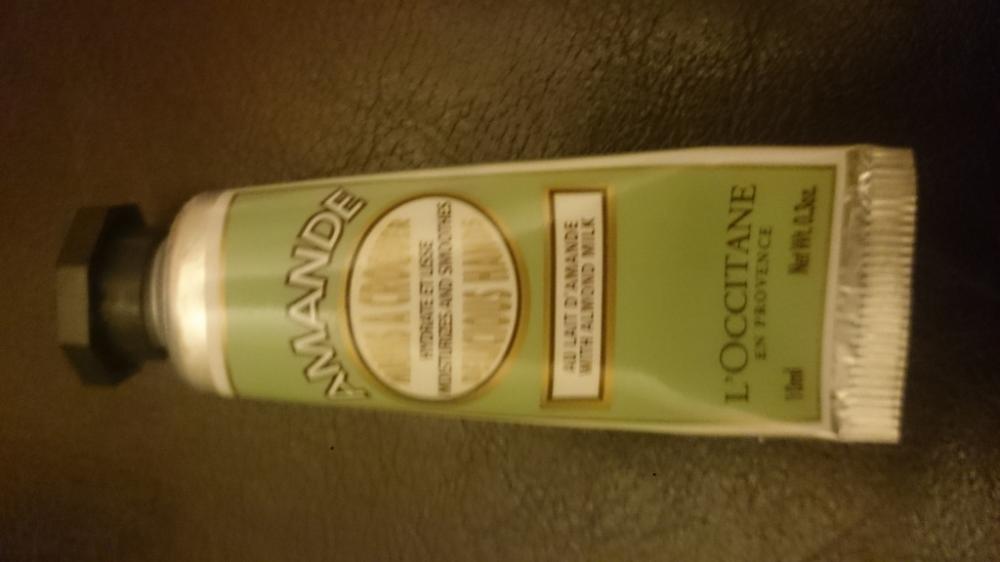 AMANDE
HYDRATE ET LISSE
MOISTURIZES AND SMOOTHES
AU LAIT D'AMANDE
WITH ALMOND MILK
L'OCCITANE
EN PROVENCE
10ml Net Wt. 0.3oz.